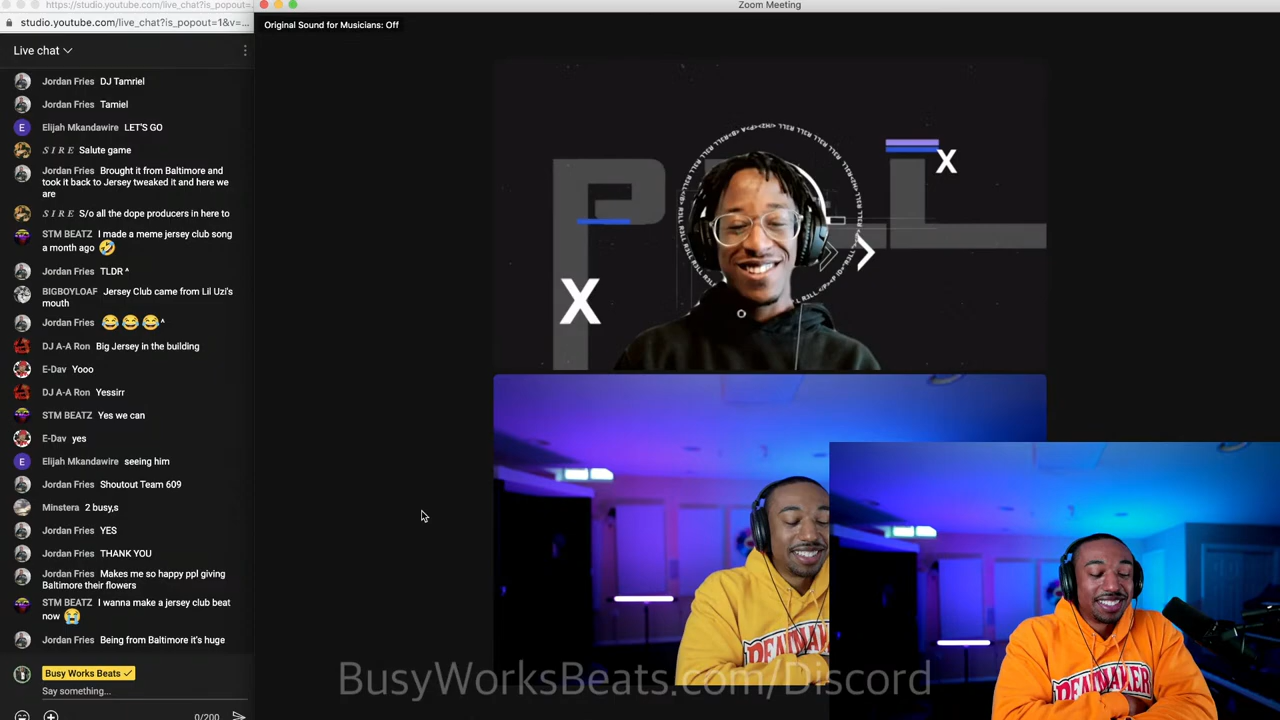 https://studio.youtube.com/live_chat?is_popout=
studio.youtube.com/live_chat?is_popout=1&v=...
Live chat
Jordan Fries DJ Tamriel
Jordan Fries Tamiel
Elijah Mkandawire LET'S GO
S I R E Salute game
Jordan Fries Brought it from Baltimore and
took it back to Jersey tweaked it and here we
are
S I R E S/o all the dope producers in here to
STM BEATZ I made a meme jersey club song
a month ago 🤣
Jordan Fries TLDR ^
BIGBOYLOAF Jersey Club came from Lil Uzi's
mouth
Jordan Fries 😂 😂 😂 ^
DJ A-A Ron Big Jersey in the building
E-Dav Yooo
DJ A-A Ron Yessirr
STM BEATZ Yes we can
E-Dav yes
Elijah Mkandawire seeing him
Jordan Fries Shoutout Team 609
Minstera 2 busy,s
Jordan Fries YES
Jordan Fries THANK YOU
Jordan Fries Makes me so happy ppl giving
Baltimore their flowers
STM BEATZ I wanna make a jersey club beat
now 😭
Jordan Fries Being from Baltimore it's huge
Busy Works Beats
Say something...
0/200
Zoom Meeting
Original Sound for Musicians: Off
X
X
BusyWorksBeats.com/Discord
BEATMAKER